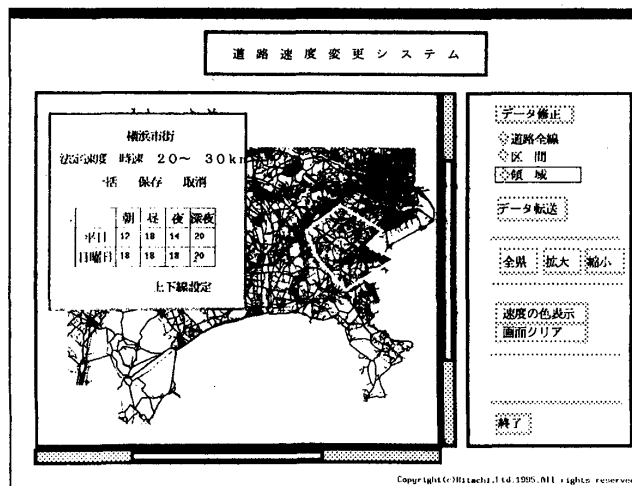 道路速度変更システム
横浜市街
法定速度 時速 20〜 30km
一括 保存 取消
朝 昼 夜 深夜
平日 12 18 14 20
日曜日 18 18 18 20
上下線設定
データ修正
◇道路全線
◇区 間
◇領 域
データ転送
全県 拡大 縮小
速度の色表示
画面クリア
終了
Copyright(c)Hitachi,Ltd.1995.All rights reserved